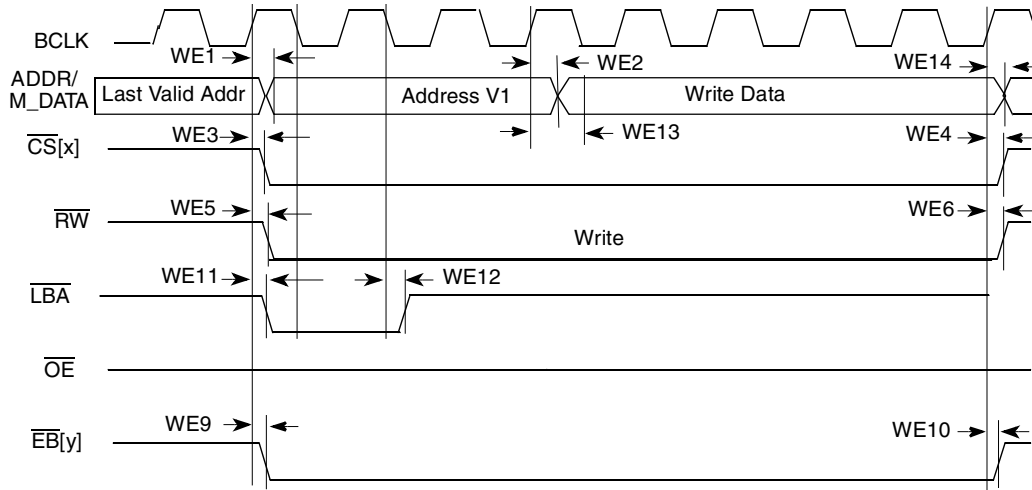 BCLK
WE1
WE2
WE14
ADDR/
M_DATA
Last Valid Addr
Address V1
Write Data
WE13
WE3
WE4
CS[x]
WE5
WE6
RW
Write
WE11
WE12
LBA
OE
WE9
WE10
EB[y]